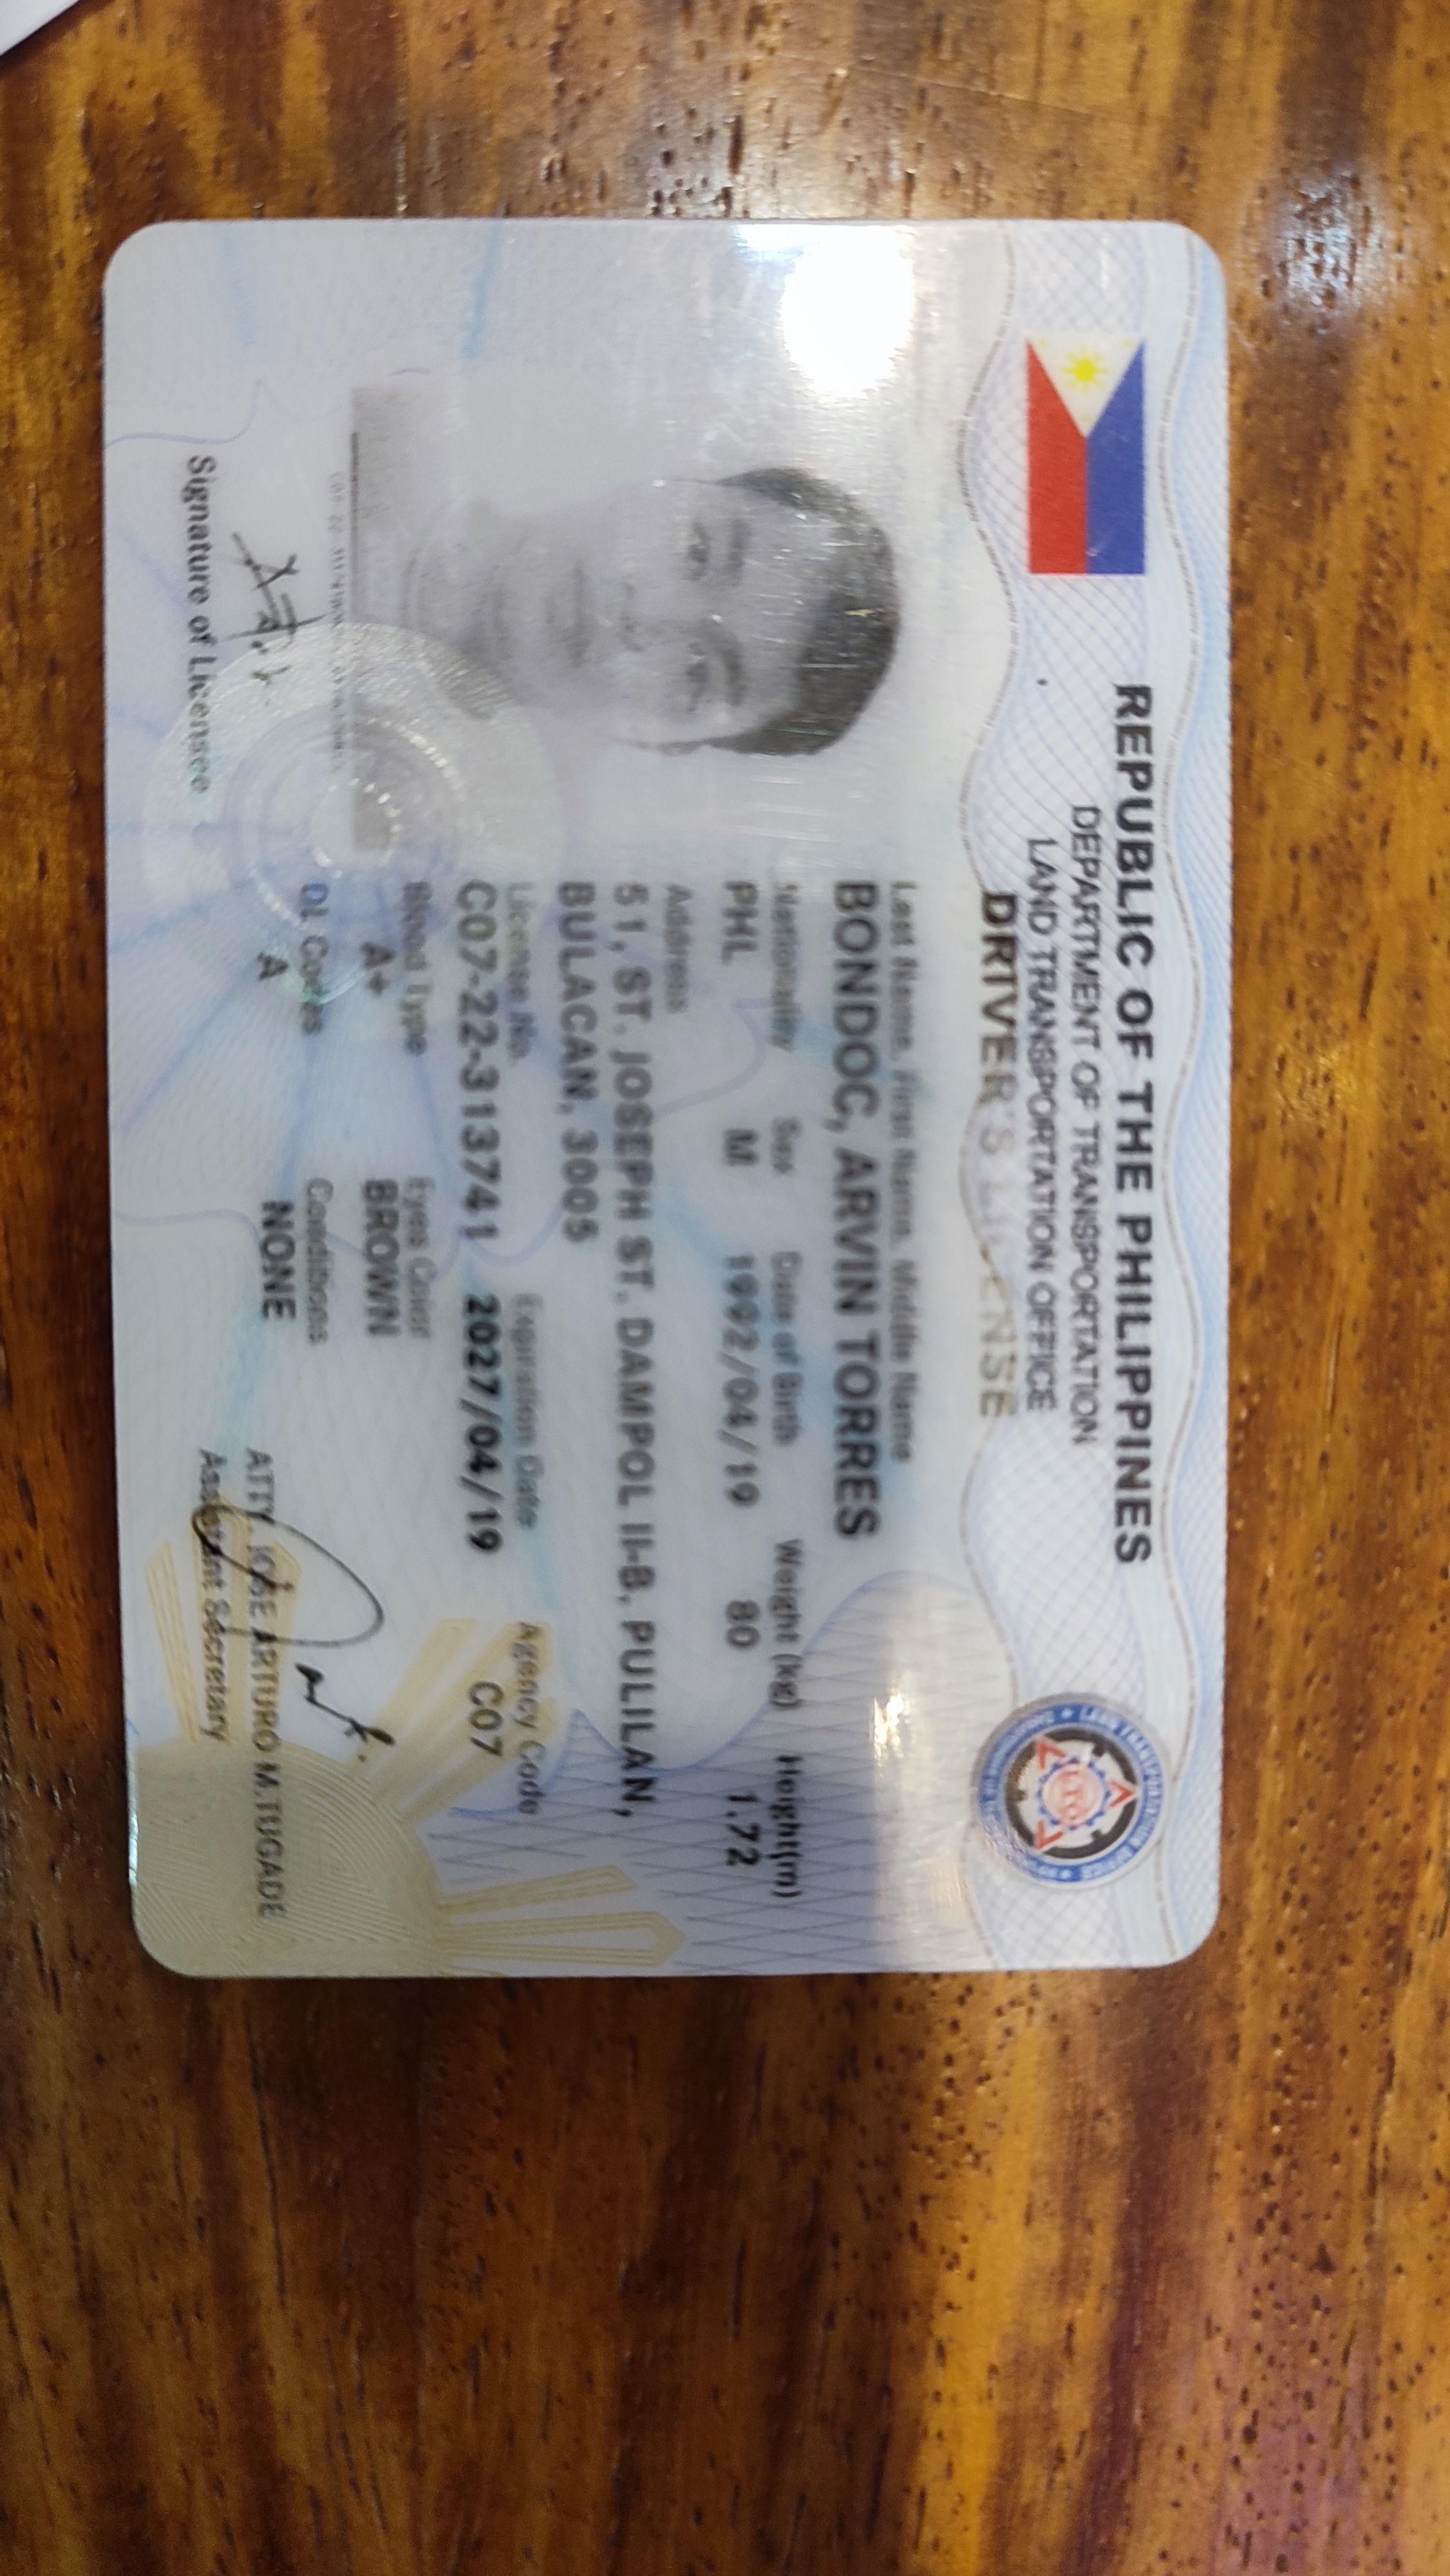 REPUBLIC OF THE PHILIPPINES
DEPARTMENT OF TRANSPORTATION
LAND TRANSPORTATION OFFICE
DRIVER'S LICENSE
LAND TRANSPORTATION OFFICE
LTO
Last Name, First Name, Middle Name
BONDOC, ARVIN TORRES
Nationality Sex Date of Birth Weight (kg) Height(m)
PHL M 1992/04/19 80 1.72
Address
51, ST. JOSEPH ST. DAMPOL II-B, PULILAN,
BULACAN, 3005
License No. Expiration Date Agency Code
C07-22-313741 2027/04/19 C07
Blood Type Eyes Color
A+ BROWN
DL Codes Conditions
A NONE
ATTY. JOSE ARTURO M. TUGADE
Assistant Secretary
Signature of Licensee